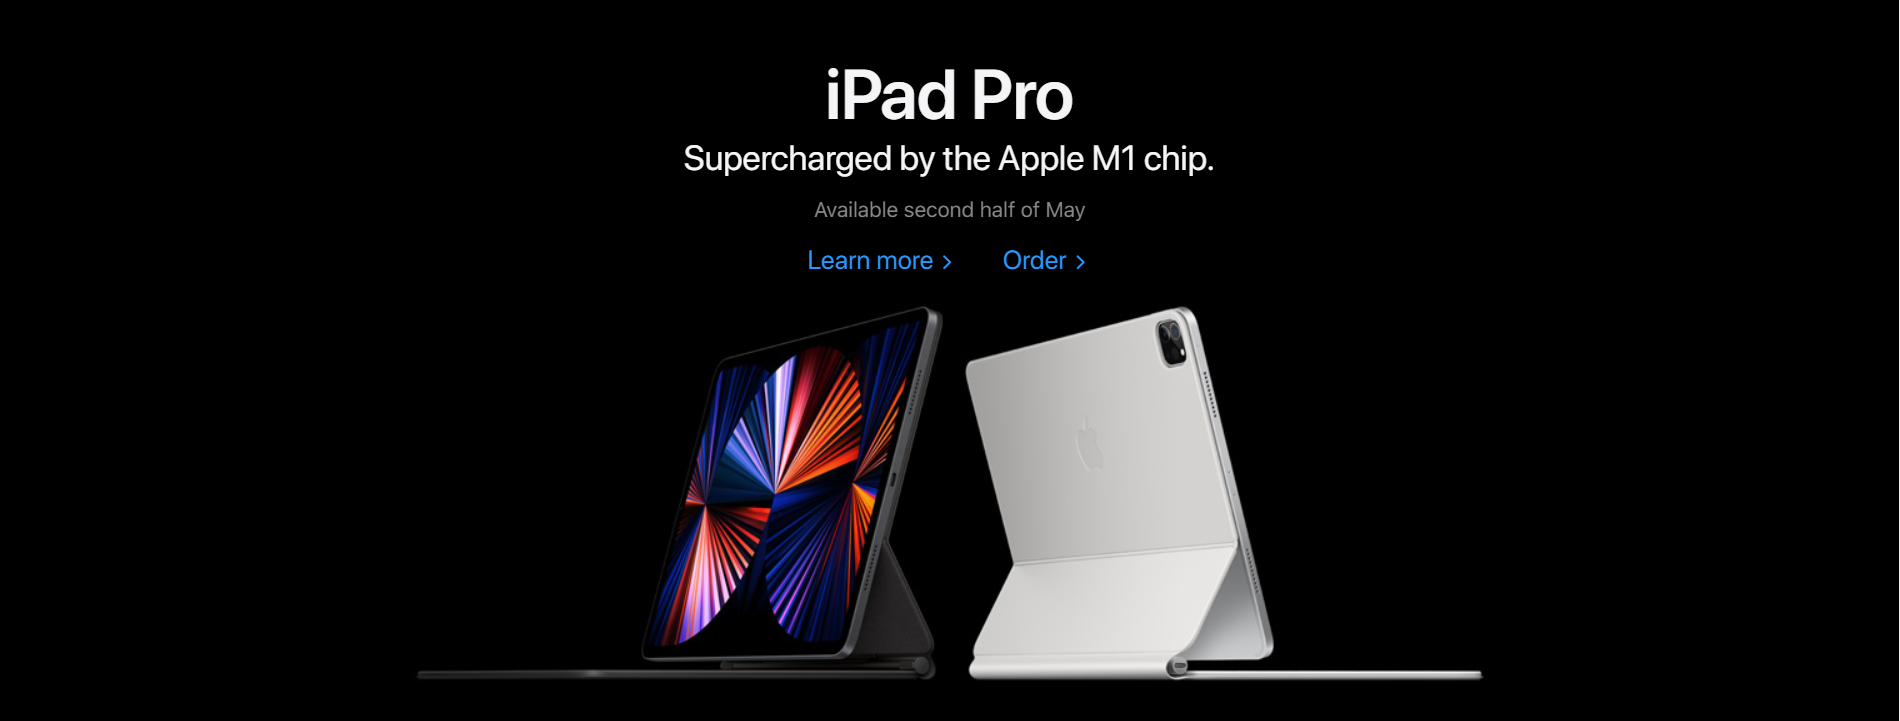 iPad Pro
Supercharged by the Apple M1 chip.
Available second half of May
Learn more > Order >